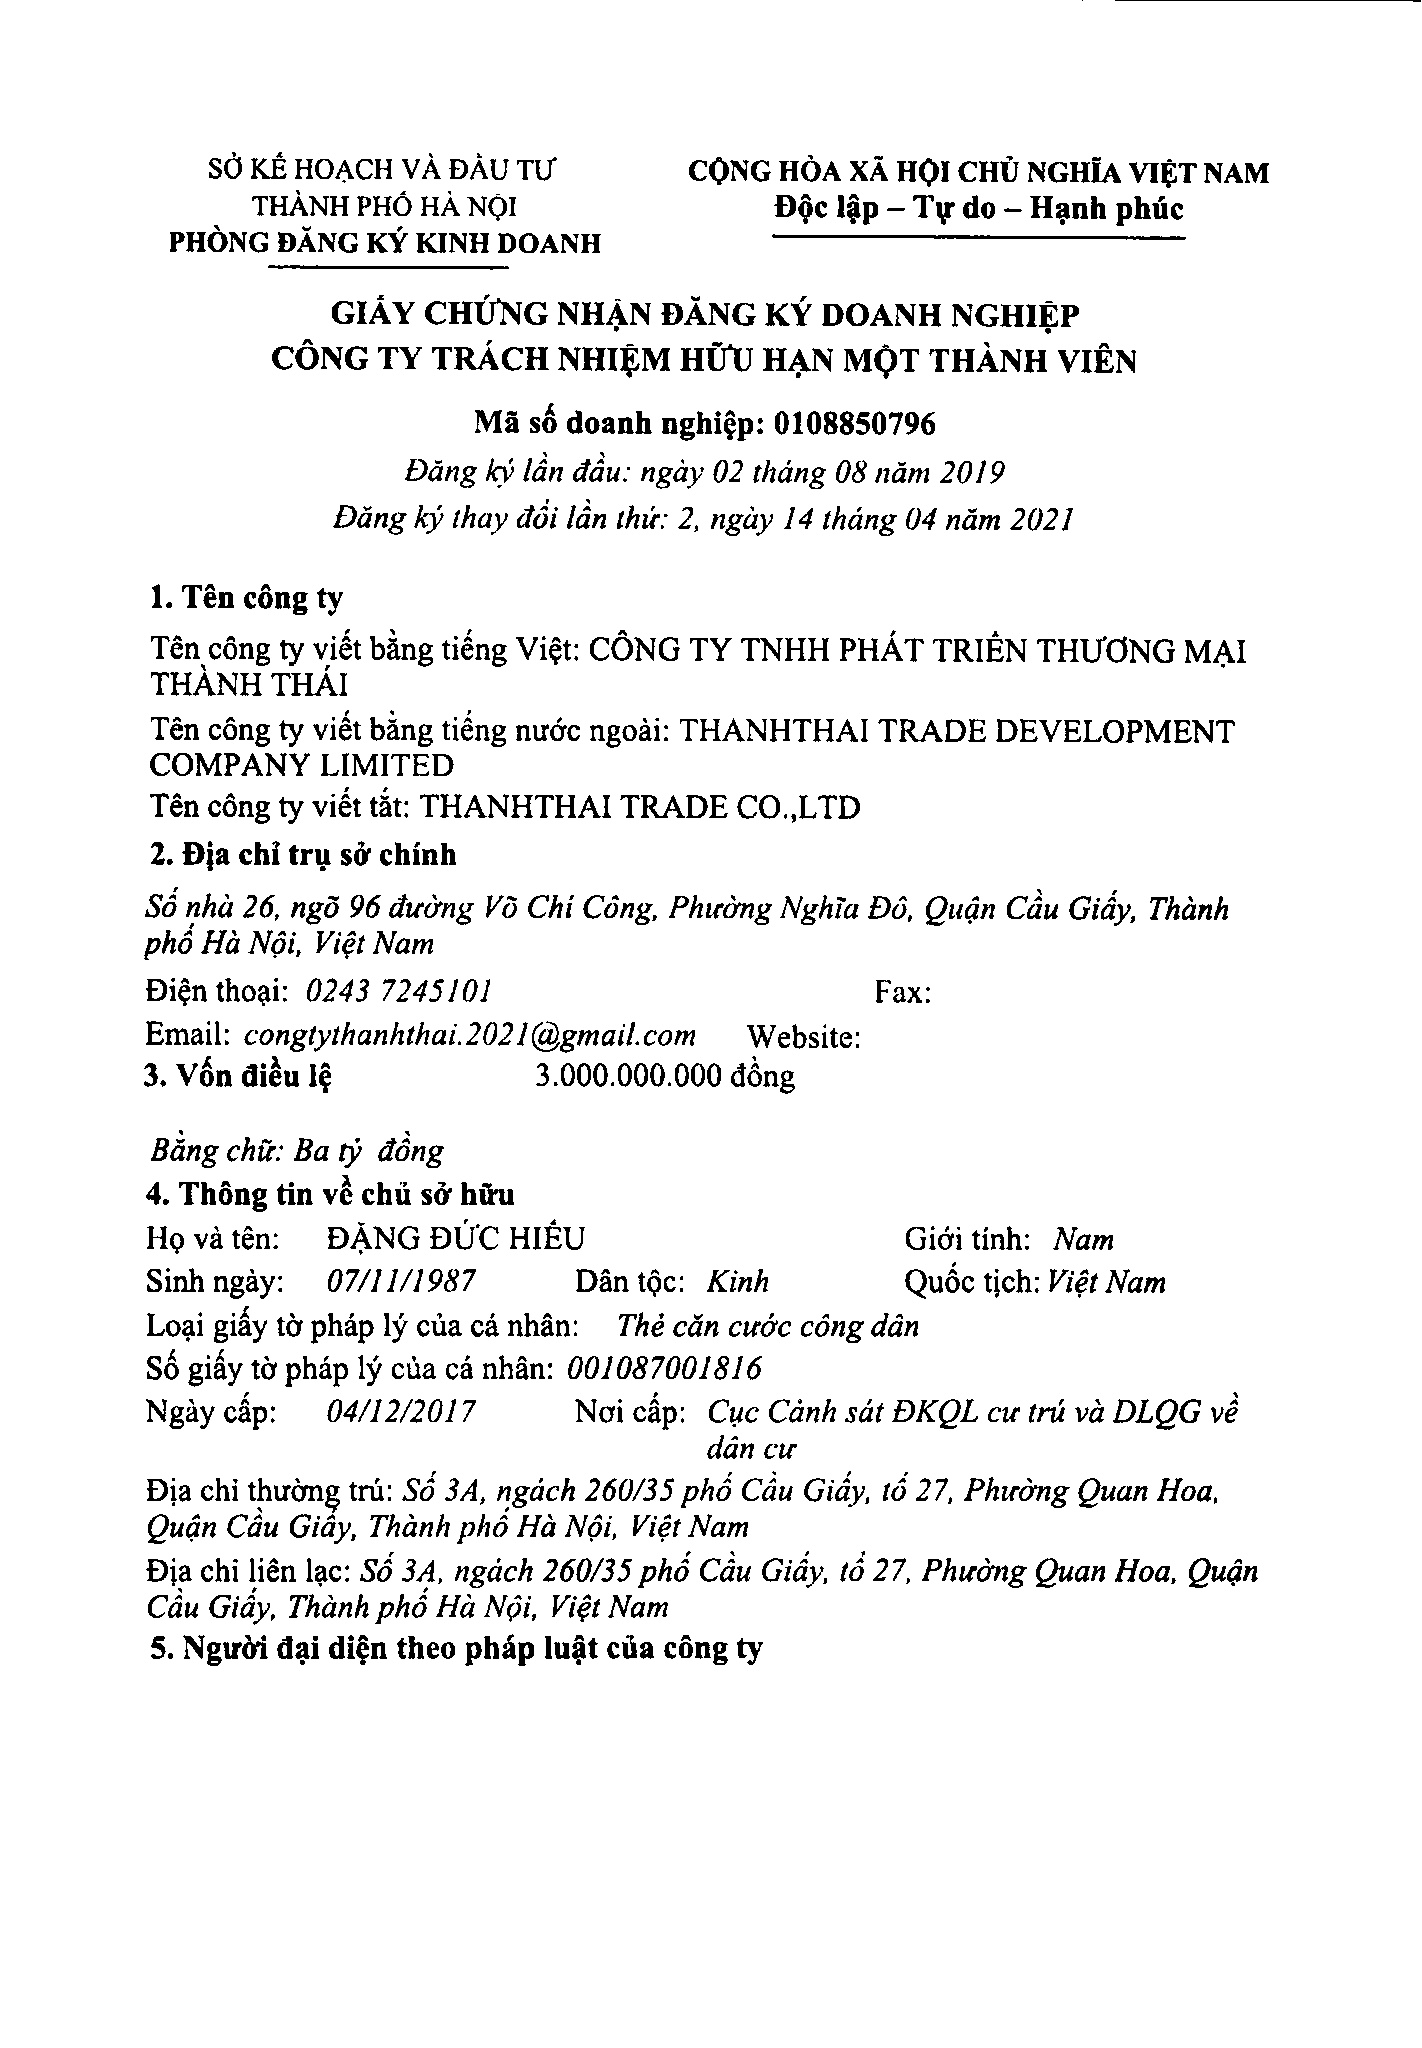 SỞ KẾ HOẠCH VÀ ĐẦU TƯ
THÀNH PHỐ HÀ NỘI
PHÒNG ĐĂNG KÝ KINH DOANH
CỘNG HÒA XÃ HỘI CHỦ NGHĨA VIỆT NAM
Độc lập – Tự do – Hạnh phúc
GIẤY CHỨNG NHẬN ĐĂNG KÝ DOANH NGHIỆP
CÔNG TY TRÁCH NHIỆM HỮU HẠN MỘT THÀNH VIÊN
Mã số doanh nghiệp: 0108850796
Đăng ký lần đầu: ngày 02 tháng 08 năm 2019
Đăng ký thay đổi lần thứ: 2, ngày 14 tháng 04 năm 2021
1. Tên công ty
Tên công ty viết bằng tiếng Việt: CÔNG TY TNHH PHÁT TRIỂN THƯƠNG MẠI
THÀNH THÁI
Tên công ty viết bằng tiếng nước ngoài: THANHTHAI TRADE DEVELOPMENT
COMPANY LIMITED
Tên công ty viết tắt: THANHTHAI TRADE CO.,LTD
2. Địa chỉ trụ sở chính
Số nhà 26, ngõ 96 đường Võ Chí Công, Phường Nghĩa Đô, Quận Cầu Giấy, Thành
phố Hà Nội, Việt Nam
Điện thoại: 0243 7245101 Fax:
Email: congtythanhthai.2021@gmail.com Website:
3. Vốn điều lệ 3.000.000.000 đồng
Bằng chữ: Ba tỷ đồng
4. Thông tin về chủ sở hữu
Họ và tên: ĐẶNG ĐỨC HIẾU Giới tính: Nam
Sinh ngày: 07/11/1987 Dân tộc: Kinh Quốc tịch: Việt Nam
Loại giấy tờ pháp lý của cá nhân: Thẻ căn cước công dân
Số giấy tờ pháp lý của cá nhân: 001087001816
Ngày cấp: 04/12/2017 Nơi cấp: Cục Cảnh sát ĐKQL cư trú và DLQG về
dân cư
Địa chỉ thường trú: Số 3A, ngách 260/35 phố Cầu Giấy, tổ 27, Phường Quan Hoa,
Quận Cầu Giấy, Thành phố Hà Nội, Việt Nam
Địa chỉ liên lạc: Số 3A, ngách 260/35 phố Cầu Giấy, tổ 27, Phường Quan Hoa, Quận
Cầu Giấy, Thành phố Hà Nội, Việt Nam
5. Người đại diện theo pháp luật của công ty